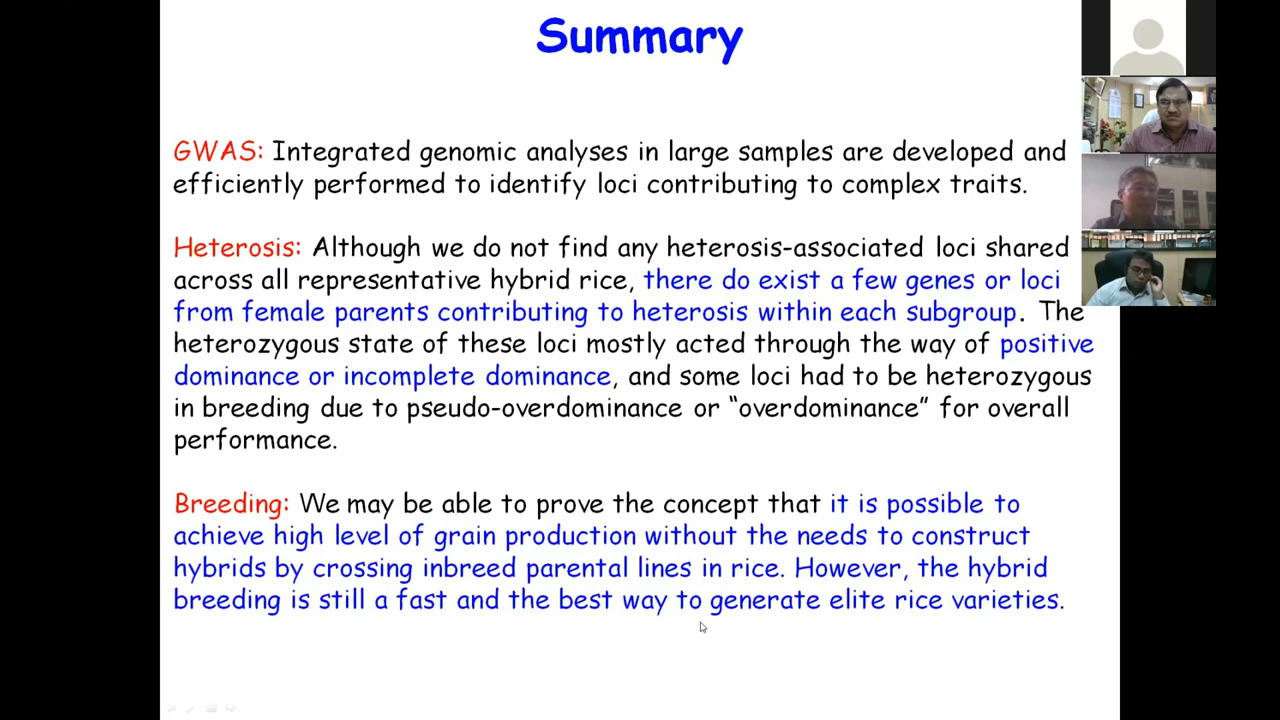 Summary
GWAS: Integrated genomic analyses in large samples are developed and
efficiently performed to identify loci contributing to complex traits.
Heterosis: Although we do not find any heterosis-associated loci shared
across all representative hybrid rice, there do exist a few genes or loci
from female parents contributing to heterosis within each subgroup. The
heterozygous state of these loci mostly acted through the way of positive
dominance or incomplete dominance, and some loci had to be heterozygous
in breeding due to pseudo-overdominance or “overdominance” for overall
performance.
Breeding: We may be able to prove the concept that it is possible to
achieve high level of grain production without the needs to construct
hybrids by crossing inbreed parental lines in rice. However, the hybrid
breeding is still a fast and the best way to generate elite rice varieties.